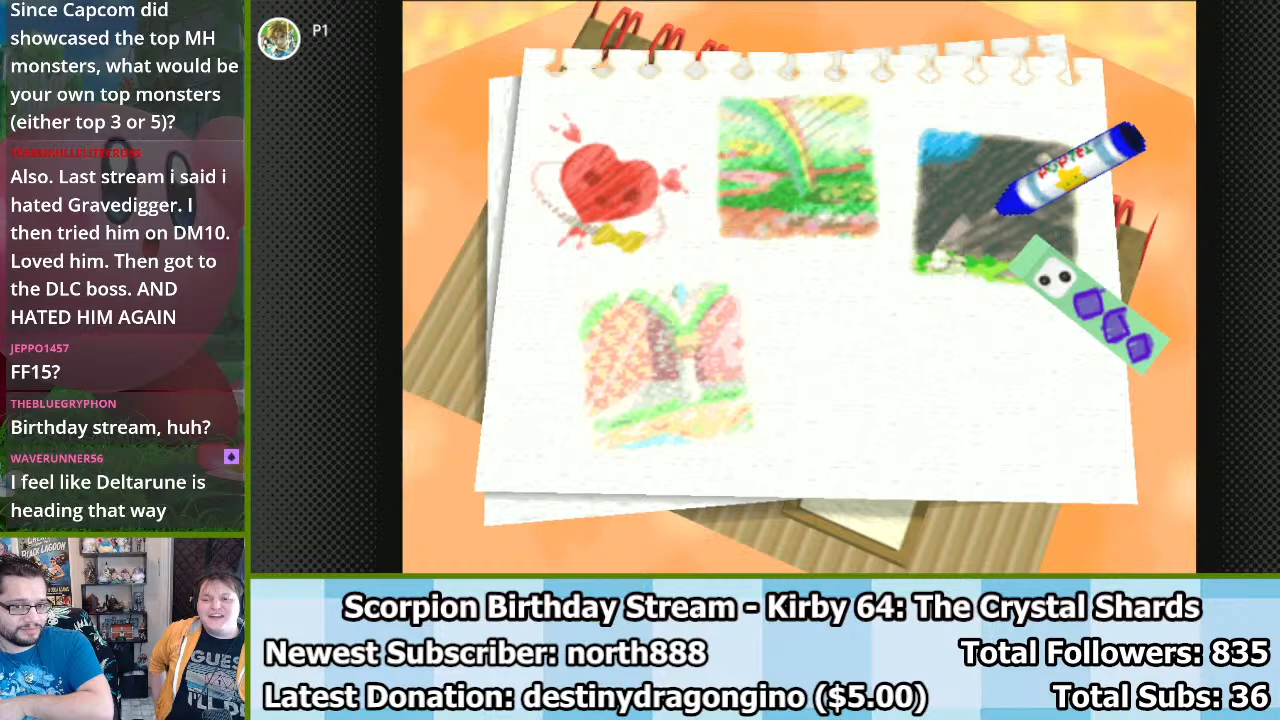 Since Capcom did
showcased the top MH
monsters, what would be
your own top monsters
(either top 3 or 5)?
Also. Last stream i said i
hated Gravedigger. I
then tried him on DM10.
Loved him. Then got to
the DLC boss. AND
HATED HIM AGAIN
JEPPO1457
FF15?
THEBLUEGRYPHON
Birthday stream, huh?
WAVERUNNER56
I feel like Deltarune is
heading that way
P1
BLACK LAGOON
GUESS
I'LL D
Scorpion Birthday Stream - Kirby 64: The Crystal Shards
Newest Subscriber: north888
Total Followers: 835
Latest Donation: destinydragongino ($5.00)
Total Subs: 36